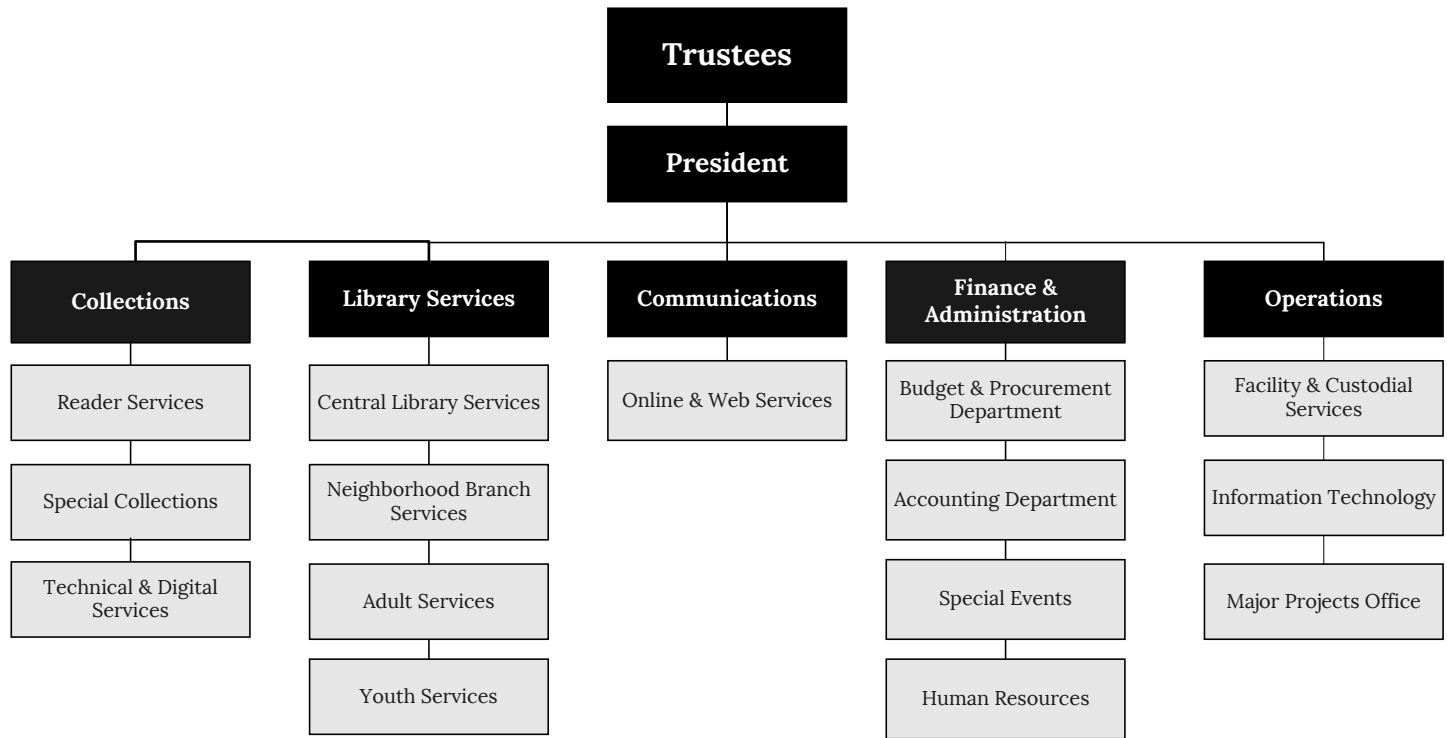 Trustees
President
Collections
Library Services
Communications
Finance &
Administration
Operations
Reader Services
Central Library Services
Online & Web Services
Budget & Procurement
Department
Facility & Custodial
Services
Special Collections
Neighborhood Branch
Services
Accounting Department
Information Technology
Technical & Digital
Services
Adult Services
Special Events
Major Projects Office
Youth Services
Human Resources